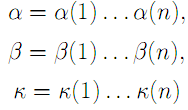 α = α(1) . . . α(n),
β = β(1) . . . β(n),
κ = κ(1) . . . κ(n)